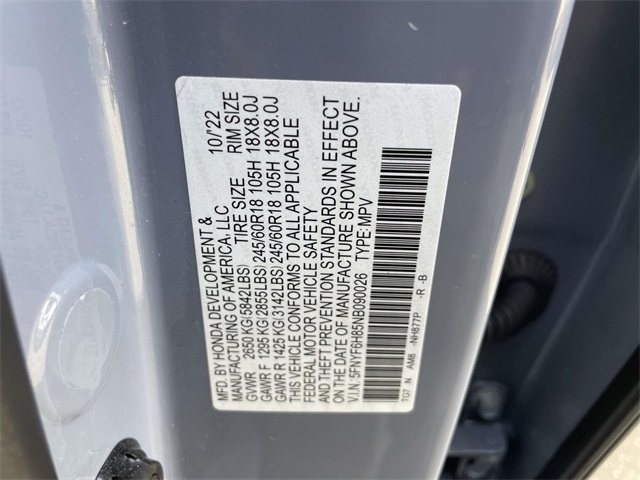 MFD. BY HONDA DEVELOPMENT & 10/'22
MANUFACTURING OF AMERICA, LLC TIRE SIZE RIM SIZE
GVWR 2650 KG(5842LBS)
GAWR F 1295 KG(2855LBS)245/60R18 105H 18X8.0J
GAWR R 1425 KG(3142LBS)245/60R18 105H 18X8.0J
THIS VEHICLE CONFORMS TO ALL APPLICABLE
FEDERAL MOTOR VEHICLE SAFETY
AND THEFT PREVENTION STANDARDS IN EFFECT
ON THE DATE OF MANUFACTURE SHOWN ABOVE.
V.I.N. 5FNYF6H85NB090026 TYPE: MPV
TG7 N AM8 -NH877P -R -B